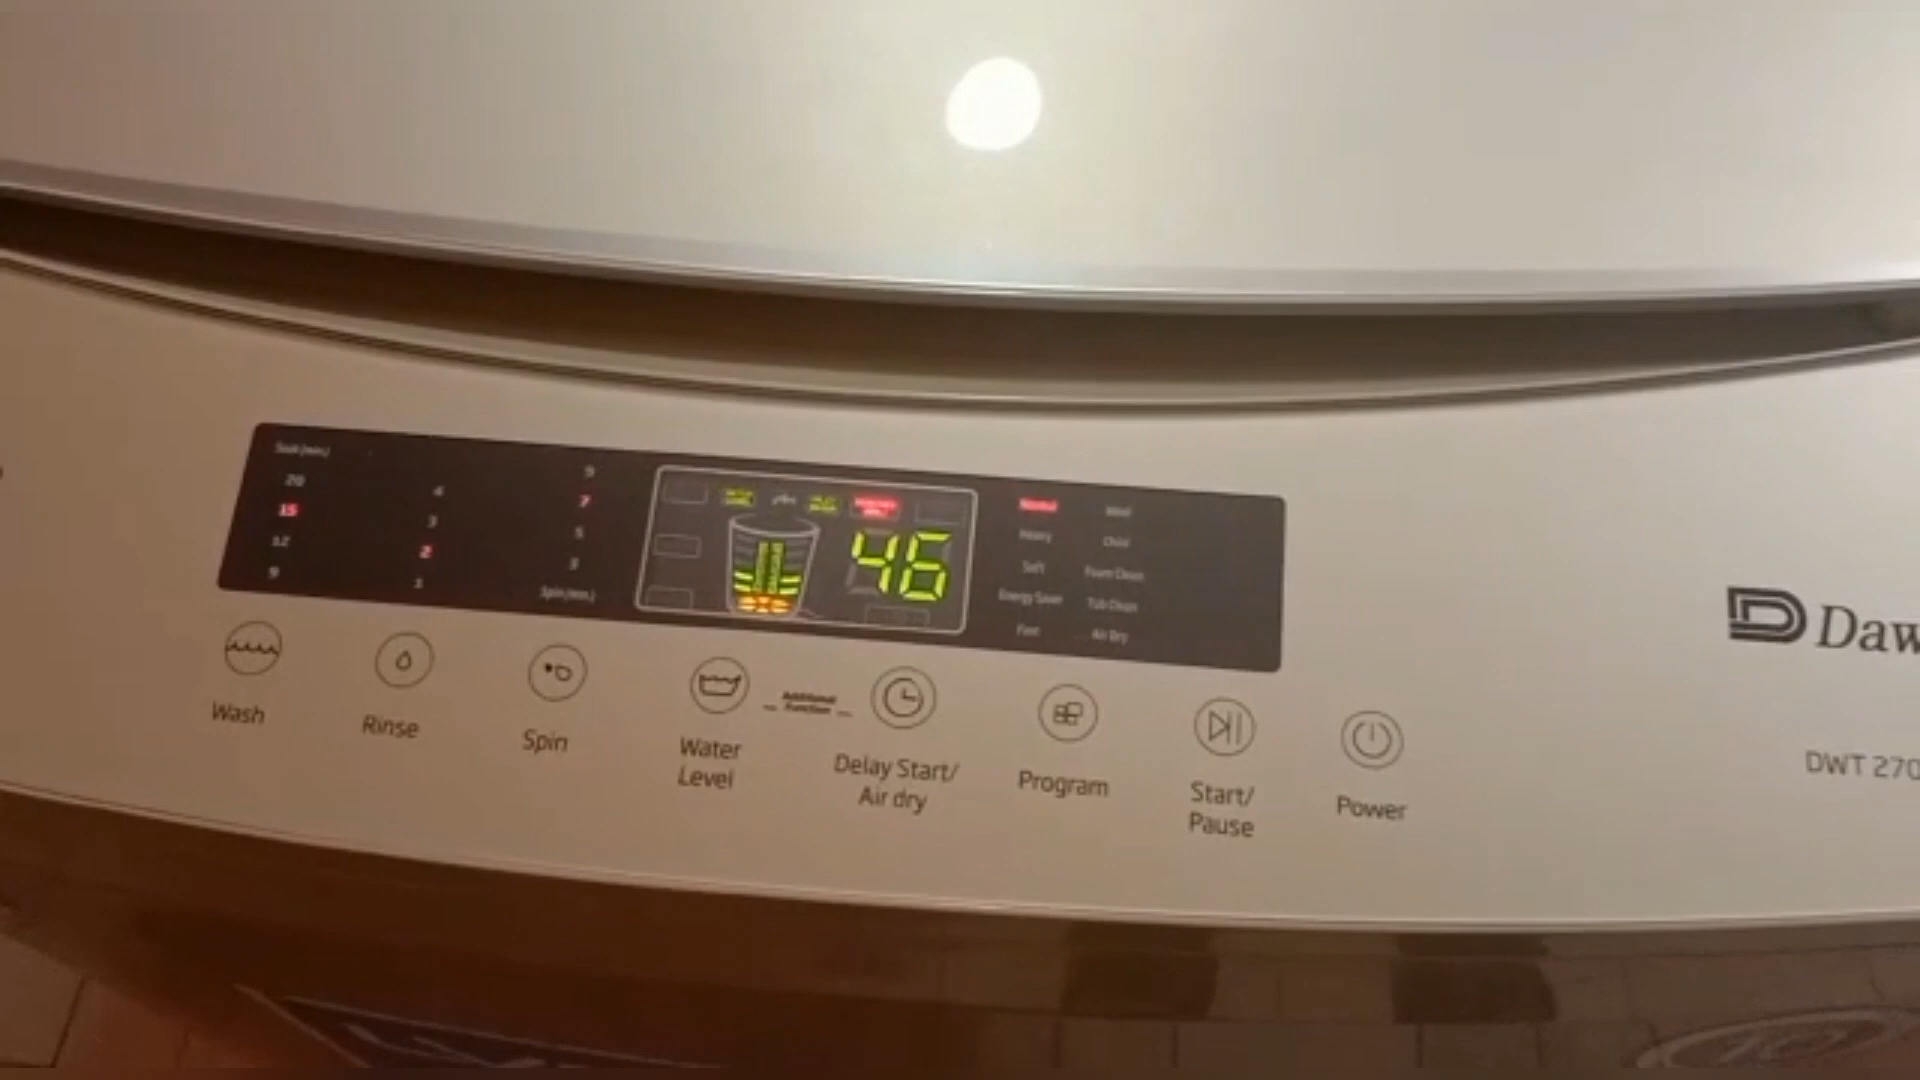 Soak(min.)
20
15
12
9
4
3
2
1
9
7
5
3
Spin(min.)
46
Normal
Heavy
Soft
Energy Saver
Fast
Wool
Child
Foam Clean
Tub Clean
Air Dry
Wash
Rinse
Spin
Water
Level
Additional
Function
Delay Start/
Air dry
Program
Start/
Pause
Power
Daw
DWT 270